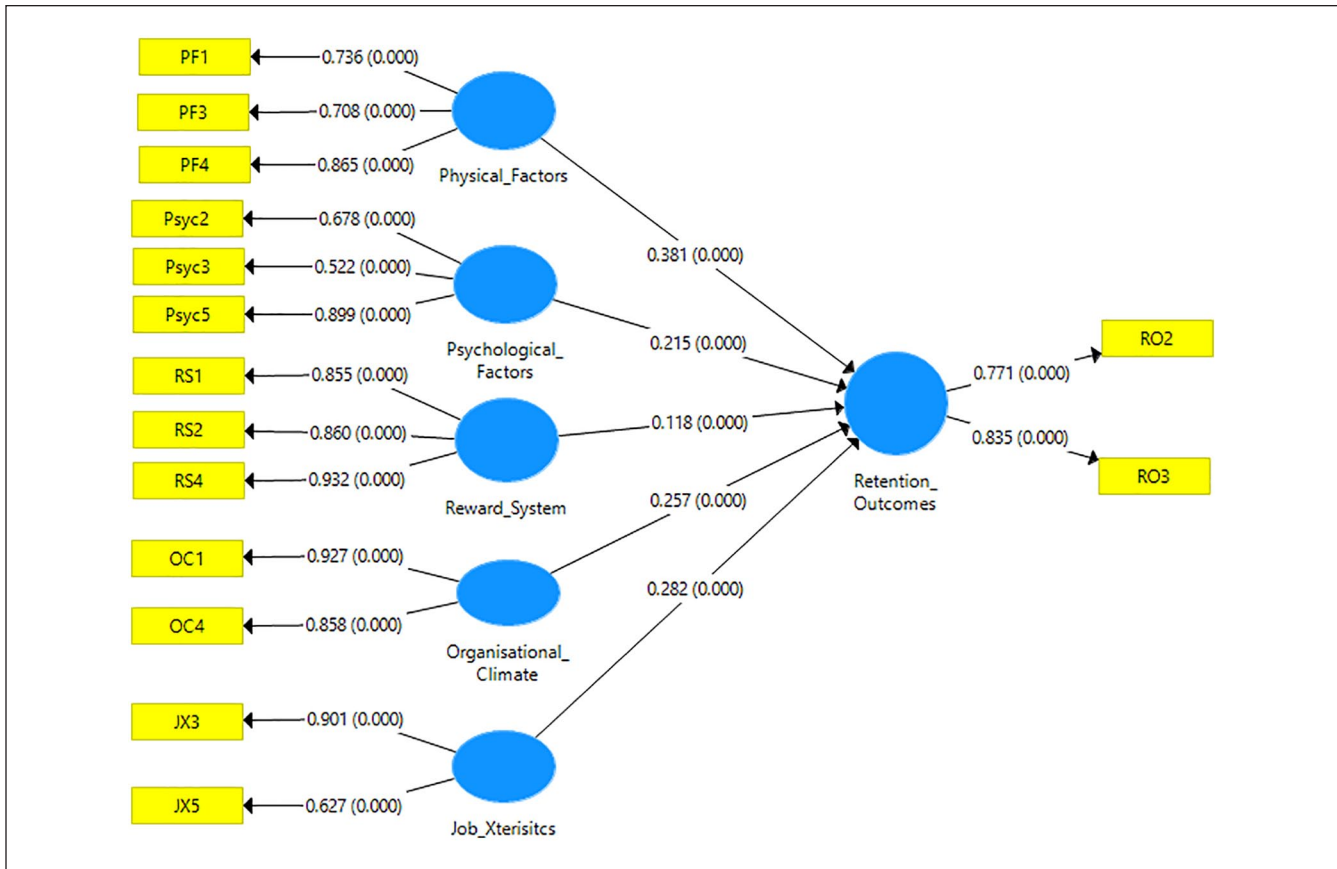 PF1
0.736 (0.000)
PF3
0.708 (0.000)
PF4
0.865 (0.000)
Physical_Factors
Psyc2
0.678 (0.000)
Psyc3
0.522 (0.000)
Psyc5
0.899 (0.000)
Psychological_
Factors
RS1
0.855 (0.000)
RS2
0.860 (0.000)
RS4
0.932 (0.000)
Reward_System
OC1
0.927 (0.000)
OC4
0.858 (0.000)
Organisational_
Climate
JX3
0.901 (0.000)
JX5
0.627 (0.000)
Job_Xterisitcs
0.381 (0.000)
0.215 (0.000)
0.118 (0.000)
0.257 (0.000)
0.282 (0.000)
Retention_
Outcomes
0.771 (0.000)
RO2
0.835 (0.000)
RO3